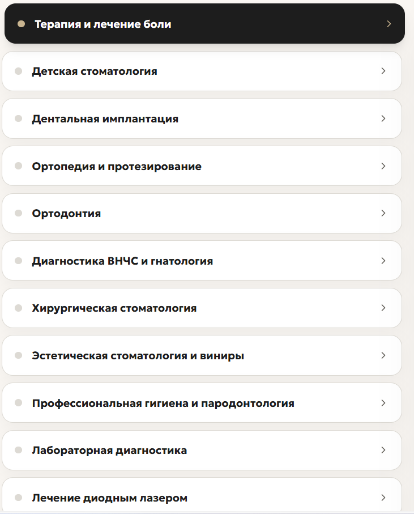 Терапия и лечение боли
Детская стоматология
Дентальная имплантация
Ортопедия и протезирование
Ортодонтия
Диагностика ВНЧС и гнатология
Хирургическая стоматология
Эстетическая стоматология и виниры
Профессиональная гигиена и пародонтология
Лабораторная диагностика
Лечение диодным лазером